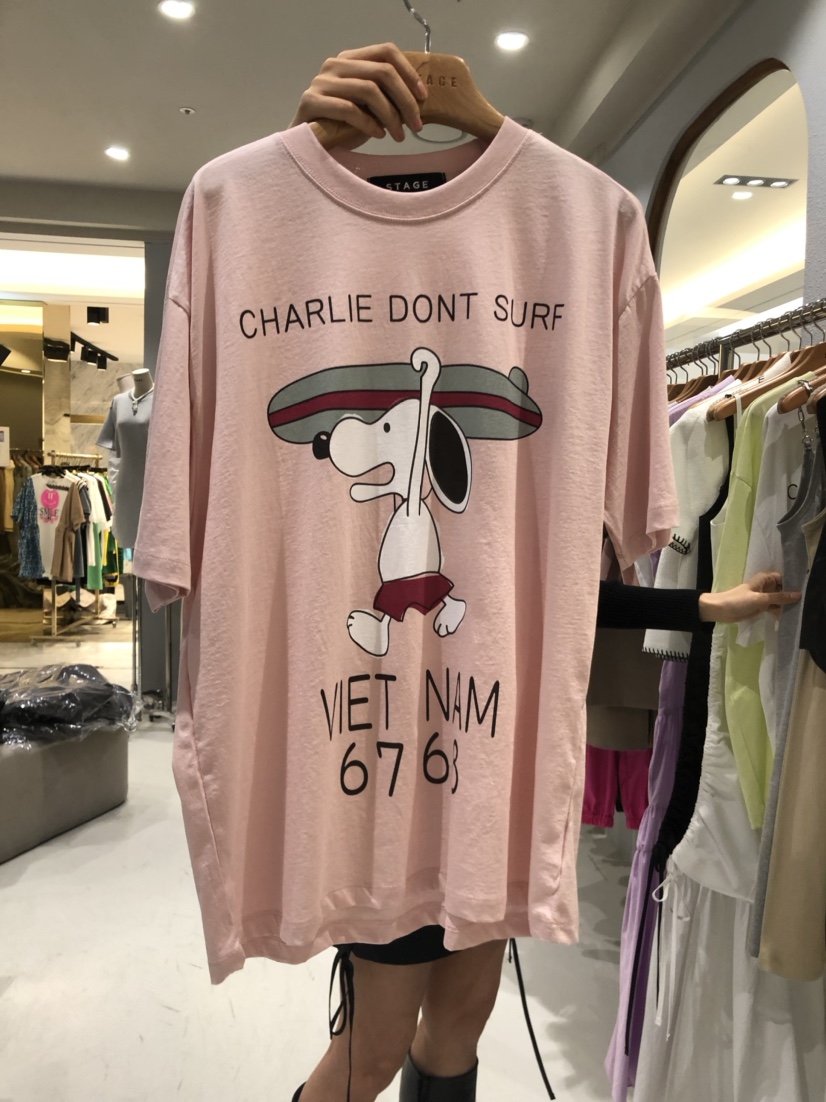 STAGE
CHARLIE DONT SURF
VIET NAM
67 68